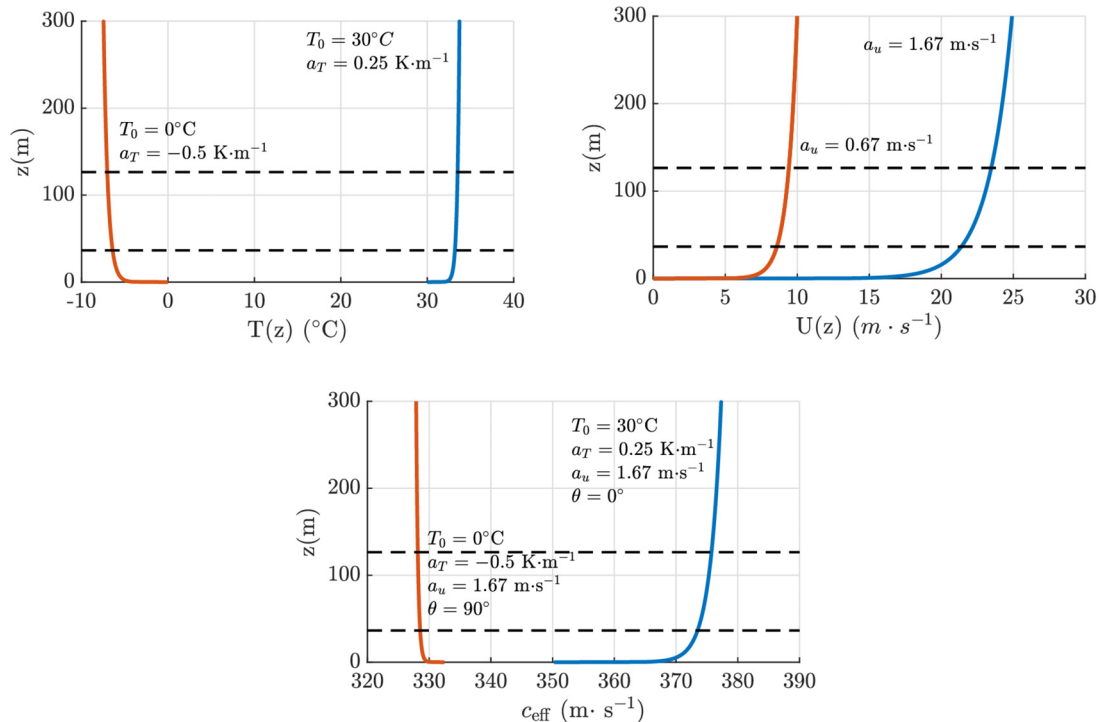 300
200
100
0
z(m)
T₀ = 30°C
a_T = 0.25 K·m⁻¹
T₀ = 0°C
a_T = −0.5 K·m⁻¹
-10 0 10 20 30 40
T(z) (°C)
300
200
100
0
z(m)
a_u = 1.67 m·s⁻¹
a_u = 0.67 m·s⁻¹
0 5 10 15 20 25 30
U(z) (m · s⁻¹)
300
200
100
0
z(m)
T₀ = 30°C
a_T = 0.25 K·m⁻¹
a_u = 1.67 m·s⁻¹
θ = 0°
T₀ = 0°C
a_T = −0.5 K·m⁻¹
a_u = 1.67 m·s⁻¹
θ = 90°
320 330 340 350 360 370 380 390
c_eff (m· s⁻¹)